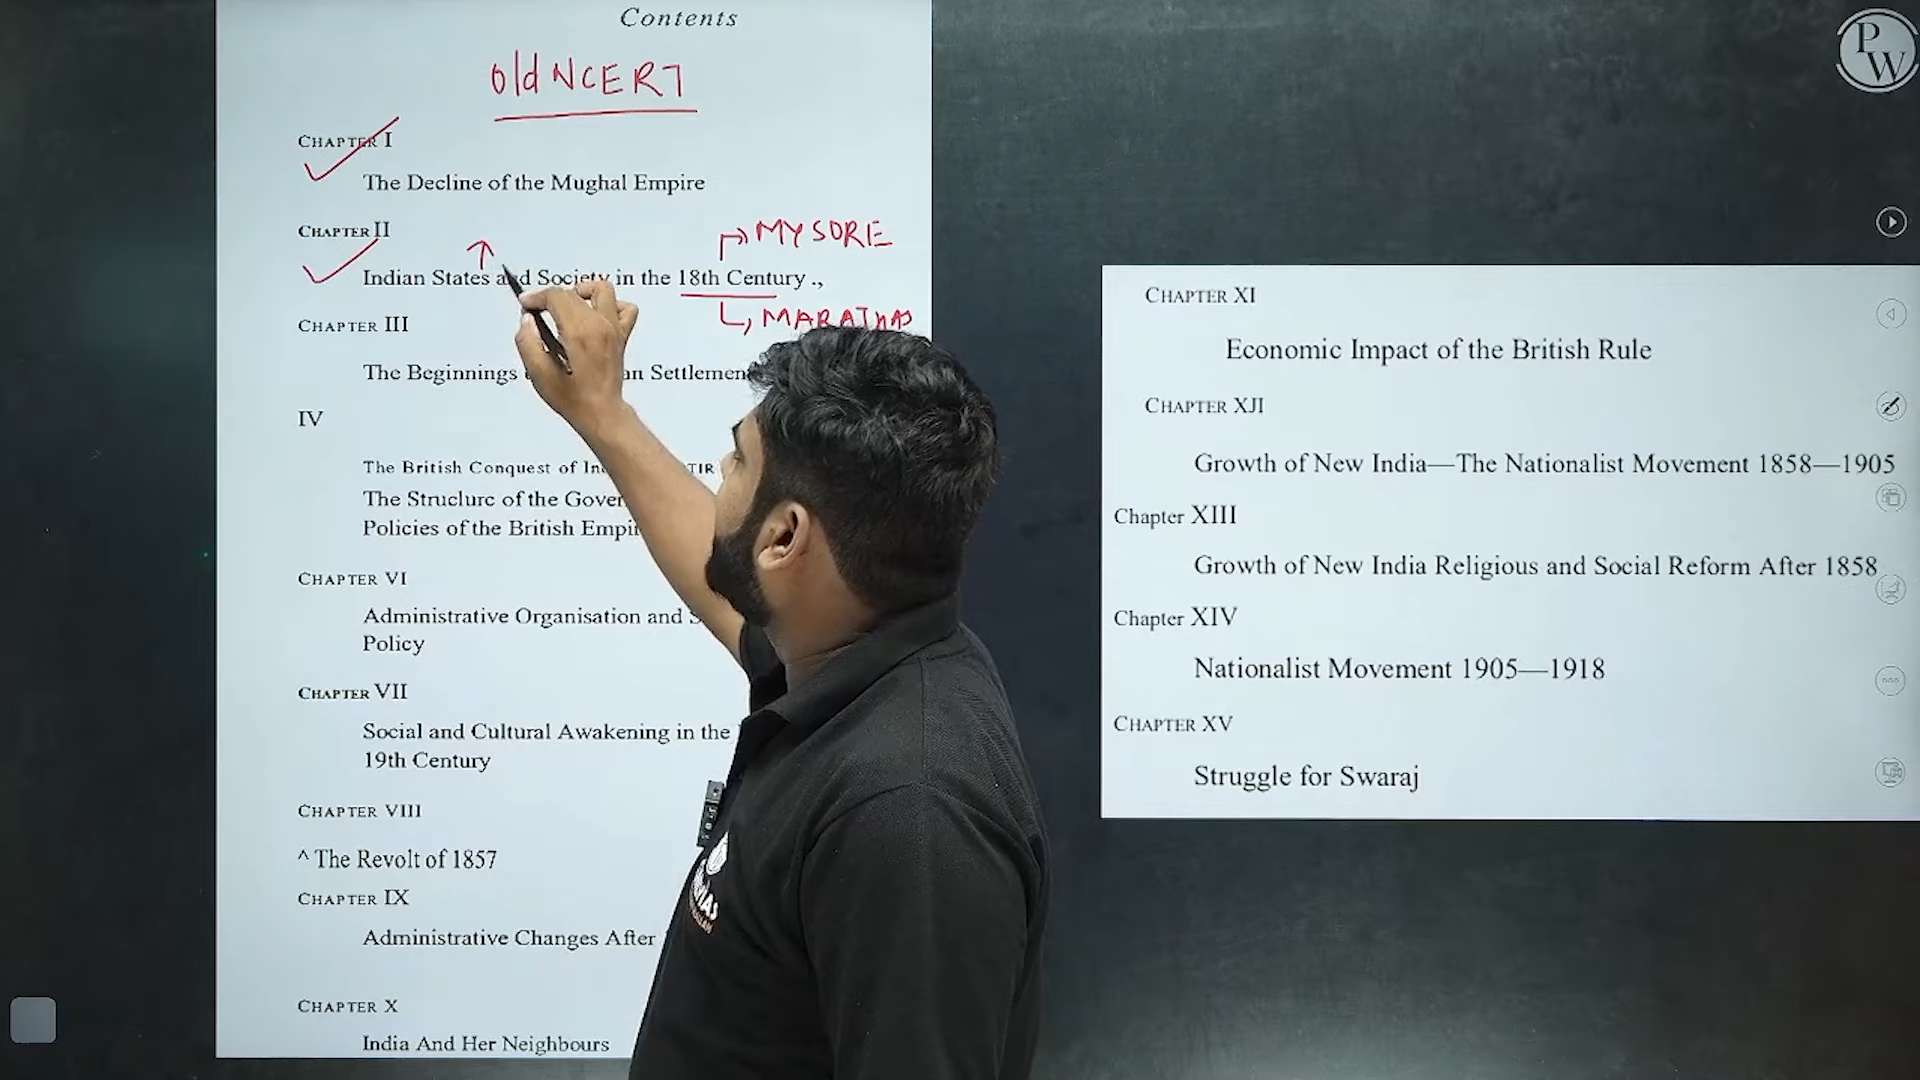 Contents
Old NCERT
CHAPTER I
The Decline of the Mughal Empire
CHAPTER II
MYSORE
Indian States and Society in the 18th Century .,
MARATHAS
CHAPTER III
The Beginnings an Settlemen
IV
The British Conquest of In TIR
The Struclurc of the Gover
Policies of the British Empi
CHAPTER VI
Administrative Organisation and S
Policy
CHAPTER VII
Social and Cultural Awakening in the
19th Century
CHAPTER VIII
^ The Revolt of 1857
CHAPTER IX
Administrative Changes After
CHAPTER X
India And Her Neighbours
PW
CHAPTER XI
Economic Impact of the British Rule
CHAPTER XJI
Growth of New India—The Nationalist Movement 1858—1905
Chapter XIII
Growth of New India Religious and Social Reform After 1858
Chapter XIV
Nationalist Movement 1905—1918
CHAPTER XV
Struggle for Swaraj